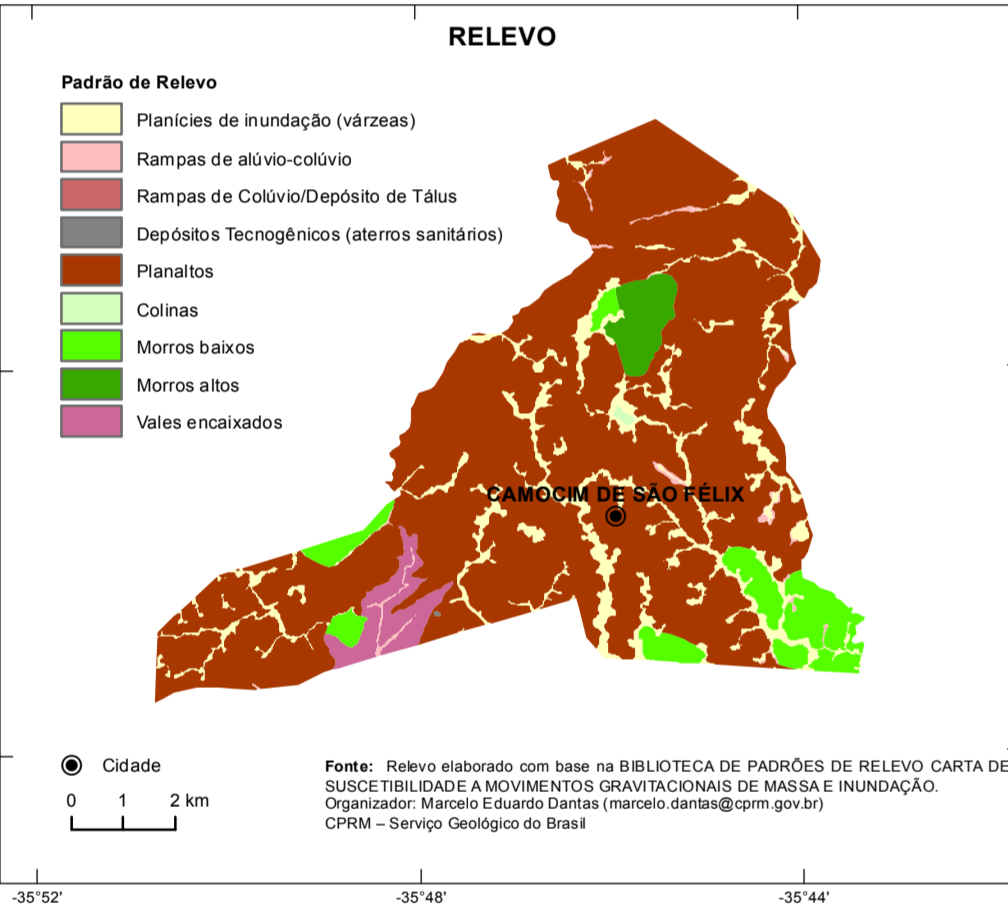 RELEVO
Padrão de Relevo
Planícies de inundação (várzeas)
Rampas de alúvio-colúvio
Rampas de Colúvio/Depósito de Tálus
Depósitos Tecnogênicos (aterros sanitários)
Planaltos
Colinas
Morros baixos
Morros altos
Vales encaixados
CAMOCIM DE SÃO FÉLIX
Cidade
0 1 2 km
Fonte: Relevo elaborado com base na BIBLIOTECA DE PADRÕES DE RELEVO CARTA DE
SUSCETIBILIDADE A MOVIMENTOS GRAVITACIONAIS DE MASSA E INUNDAÇÃO.
Organizador: Marcelo Eduardo Dantas (marcelo.dantas@cprm.gov.br)
CPRM – Serviço Geológico do Brasil
-35°52' -35°48' -35°44'